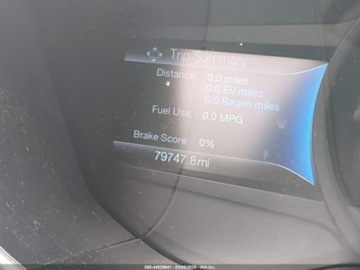 Trip Summary
Distance: 0.0 miles
0.0 EV miles
0.0 Regen miles
Fuel Use: 0.0 MPG
Brake Score: 0%
79747.8mi